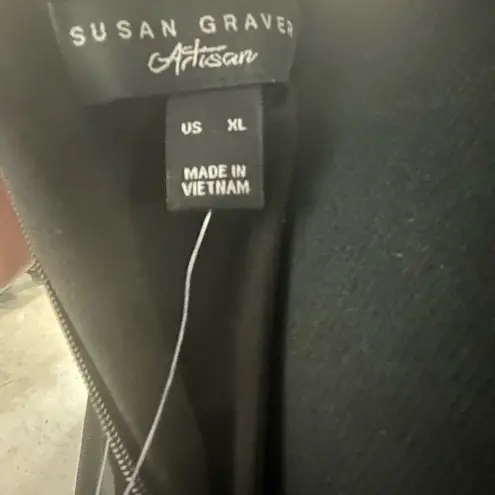 SUSAN GRAVER
Artisan
US XL
MADE IN
VIETNAM